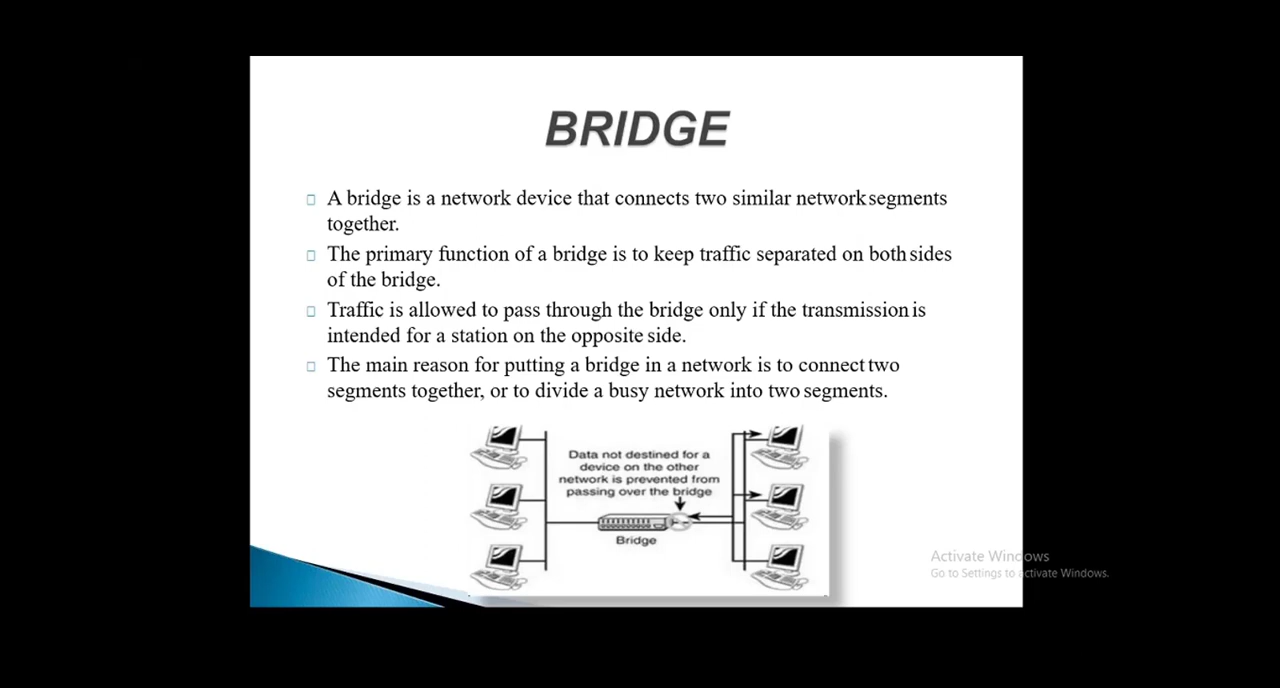 BRIDGE
A bridge is a network device that connects two similar network segments
together.
The primary function of a bridge is to keep traffic separated on both sides
of the bridge.
Traffic is allowed to pass through the bridge only if the transmission is
intended for a station on the opposite side.
The main reason for putting a bridge in a network is to connect two
segments together, or to divide a busy network into two segments.
Data not destined for a
device on the other
network is prevented from
passing over the bridge
Bridge
Activate Windows
Go to Settings to activate Windows.